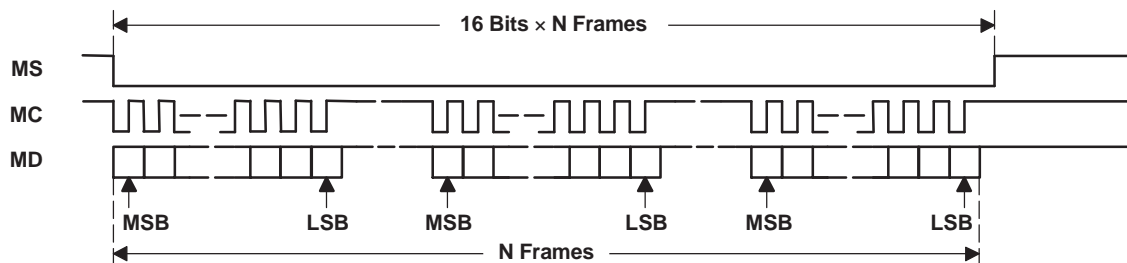 16 Bits × N Frames
MS
MC
MD
MSB LSB MSB LSB MSB LSB
N Frames